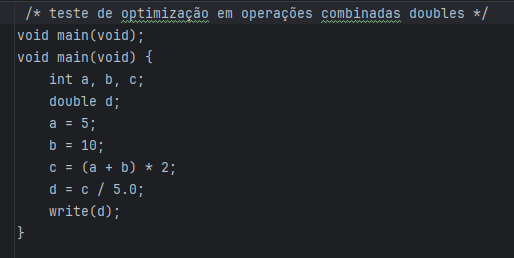 /* teste de optimização em operações combinadas doubles */
void main(void);
void main(void) {
int a, b, c;
double d;
a = 5;
b = 10;
c = (a + b) * 2;
d = c / 5.0;
write(d);
}